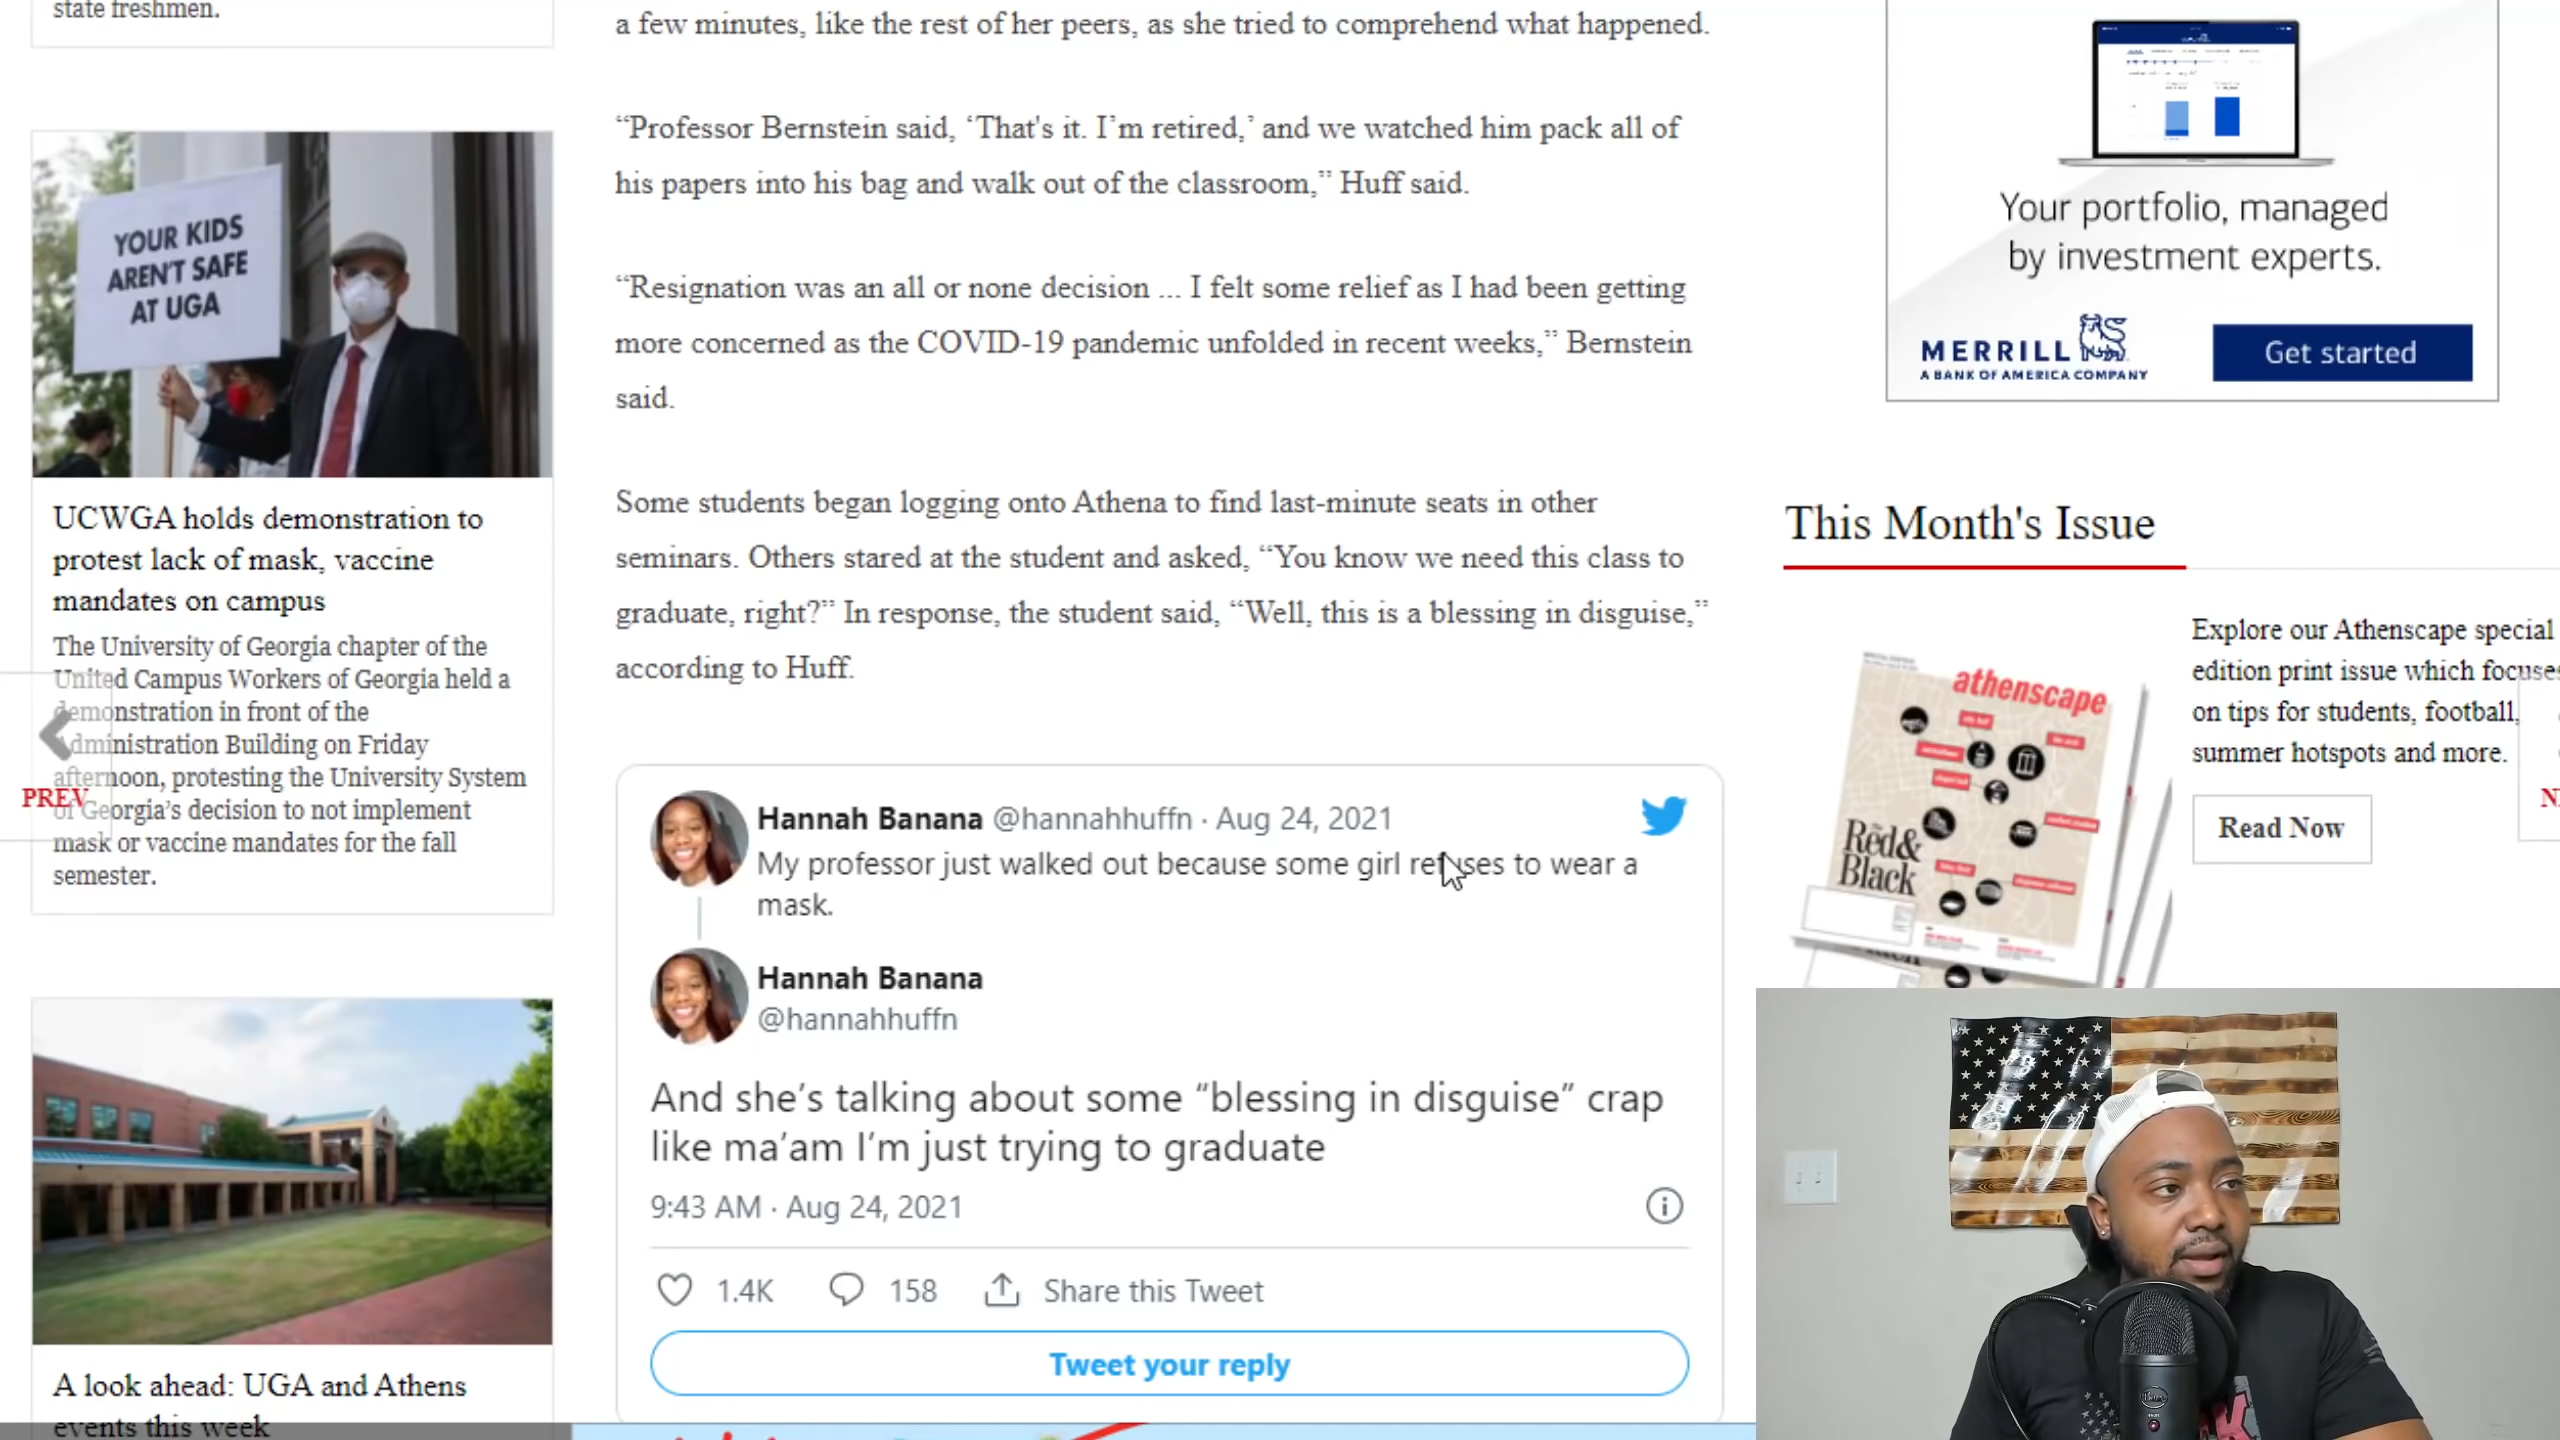 state freshmen.
YOUR KIDS
AREN'T SAFE
AT UGA
UCWGA holds demonstration to
protest lack of mask, vaccine
mandates on campus
The University of Georgia chapter of the
United Campus Workers of Georgia held a
demonstration in front of the
Administration Building on Friday
afternoon, protesting the University System
of Georgia's decision to not implement
mask or vaccine mandates for the fall
semester.
PREV
A look ahead: UGA and Athens
events this week
a few minutes, like the rest of her peers, as she tried to comprehend what happened.
“Professor Bernstein said, ‘That's it. I’m retired,’ and we watched him pack all of
his papers into his bag and walk out of the classroom,” Huff said.
“Resignation was an all or none decision ... I felt some relief as I had been getting
more concerned as the COVID-19 pandemic unfolded in recent weeks,” Bernstein
said.
Some students began logging onto Athena to find last-minute seats in other
seminars. Others stared at the student and asked, “You know we need this class to
graduate, right?” In response, the student said, “Well, this is a blessing in disguise,”
according to Huff.
Hannah Banana @hannahhuffn · Aug 24, 2021
My professor just walked out because some girl refuses to wear a
mask.
Hannah Banana
@hannahhuffn
And she’s talking about some “blessing in disguise” crap
like ma’am I’m just trying to graduate
9:43 AM · Aug 24, 2021
1.4K 158 Share this Tweet
Tweet your reply
Your portfolio, managed
by investment experts.
MERRILL
A BANK OF AMERICA COMPANY
Get started
This Month's Issue
athenscape
Red&
Black
Explore our Athenscape special
edition print issue which focuses
on tips for students, football,
summer hotspots and more.
Read Now